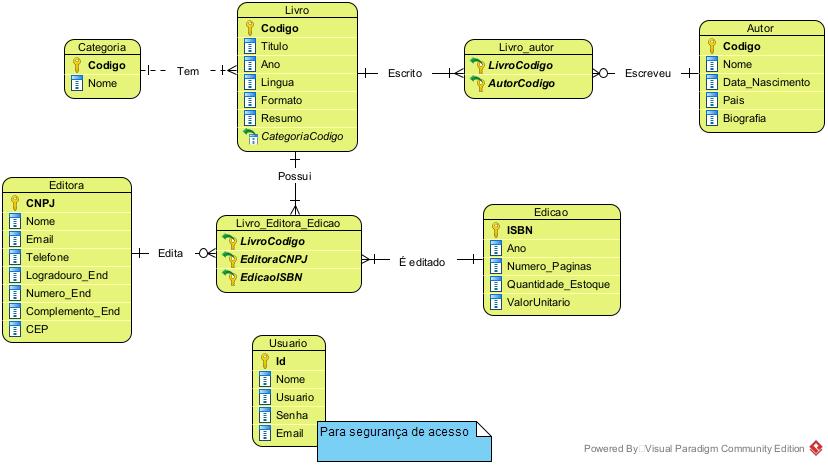 Categoria
Codigo
Nome
Tem
Livro
Codigo
Titulo
Ano
Lingua
Formato
Resumo
CategoriaCodigo
Escrito
Livro_autor
LivroCodigo
AutorCodigo
Escreveu
Autor
Codigo
Nome
Data_Nascimento
Pais
Biografia
Possui
Editora
CNPJ
Nome
Email
Telefone
Logradouro_End
Numero_End
Complemento_End
CEP
Edita
Livro_Editora_Edicao
LivroCodigo
EditoraCNPJ
EdicaoISBN
É editado
Edicao
ISBN
Ano
Numero_Paginas
Quantidade_Estoque
ValorUnitario
Usuario
Id
Nome
Usuario
Senha
Email
Para segurança de acesso
Powered By Visual Paradigm Community Edition